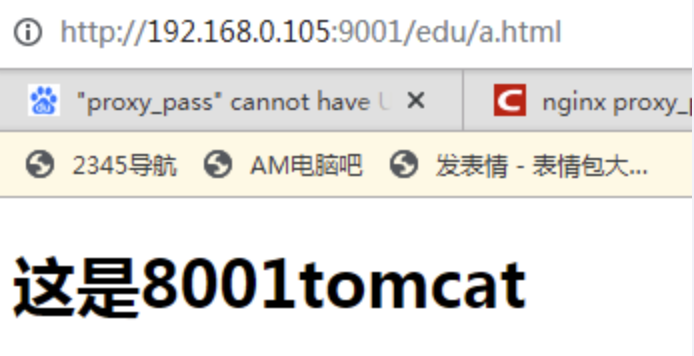 http://192.168.0.105:9001/edu/a.html
"proxy_pass" cannot have nginx proxy_
2345导航 AM电脑吧 发表情 - 表情包大...
这是8001tomcat